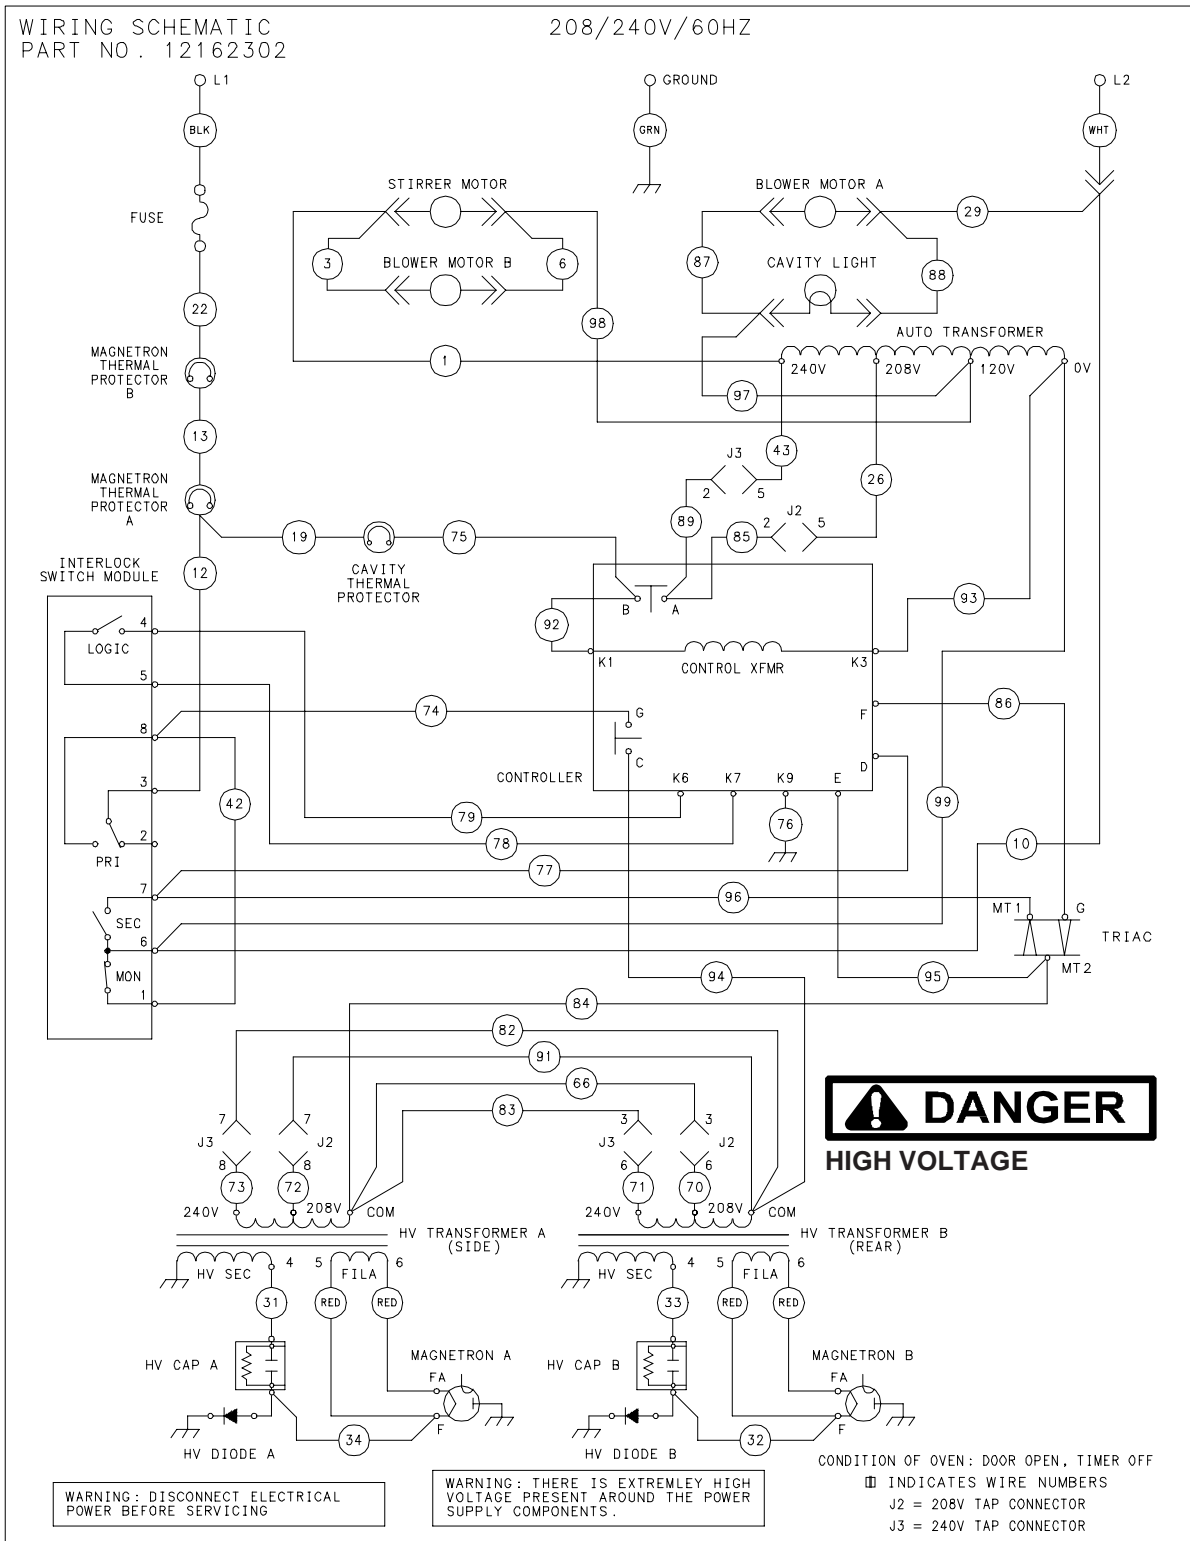 WIRING SCHEMATIC
208/240V/60HZ
PART NO. 12162302
L1
GROUND
L2
BLK
GRN
WHT
STIRRER MOTOR
BLOWER MOTOR A
FUSE
29
3
BLOWER MOTOR B
6
87
CAVITY LIGHT
88
22
98
AUTO TRANSFORMER
MAGNETRON
THERMAL
PROTECTOR
B
1
240V
208V
120V
0V
97
13
43
J3
2
5
26
MAGNETRON
THERMAL
PROTECTOR
A
89
J2
2
5
85
19
75
CAVITY
THERMAL
PROTECTOR
INTERLOCK
SWITCH MODULE
12
B
A
93
92
4
LOGIC
K1
CONTROL XFMR
K3
5
74
G
F
86
8
C
D
CONTROLLER
K6
K7
K9
E
3
42
99
79
76
2
PRI
78
10
77
7
96
MT1
G
SEC
TRIAC
6
MT2
MON
94
95
1
84
82
91
66
83
DANGER
HIGH VOLTAGE
7
7
3
3
J3
J2
J3
J2
8
8
6
6
73
72
71
70
240V
208V
COM
240V
208V
COM
HV TRANSFORMER A
(SIDE)
HV TRANSFORMER B
(REAR)
HV SEC
4
5
FILA
6
HV SEC
4
5
FILA
6
31
RED
RED
33
RED
RED
HV CAP A
MAGNETRON A
HV CAP B
MAGNETRON B
FA
FA
F
F
34
32
HV DIODE A
HV DIODE B
CONDITION OF OVEN: DOOR OPEN, TIMER OFF
INDICATES WIRE NUMBERS
J2 = 208V TAP CONNECTOR
J3 = 240V TAP CONNECTOR
WARNING: DISCONNECT ELECTRICAL
POWER BEFORE SERVICING
WARNING: THERE IS EXTREMLEY HIGH
VOLTAGE PRESENT AROUND THE POWER
SUPPLY COMPONENTS.